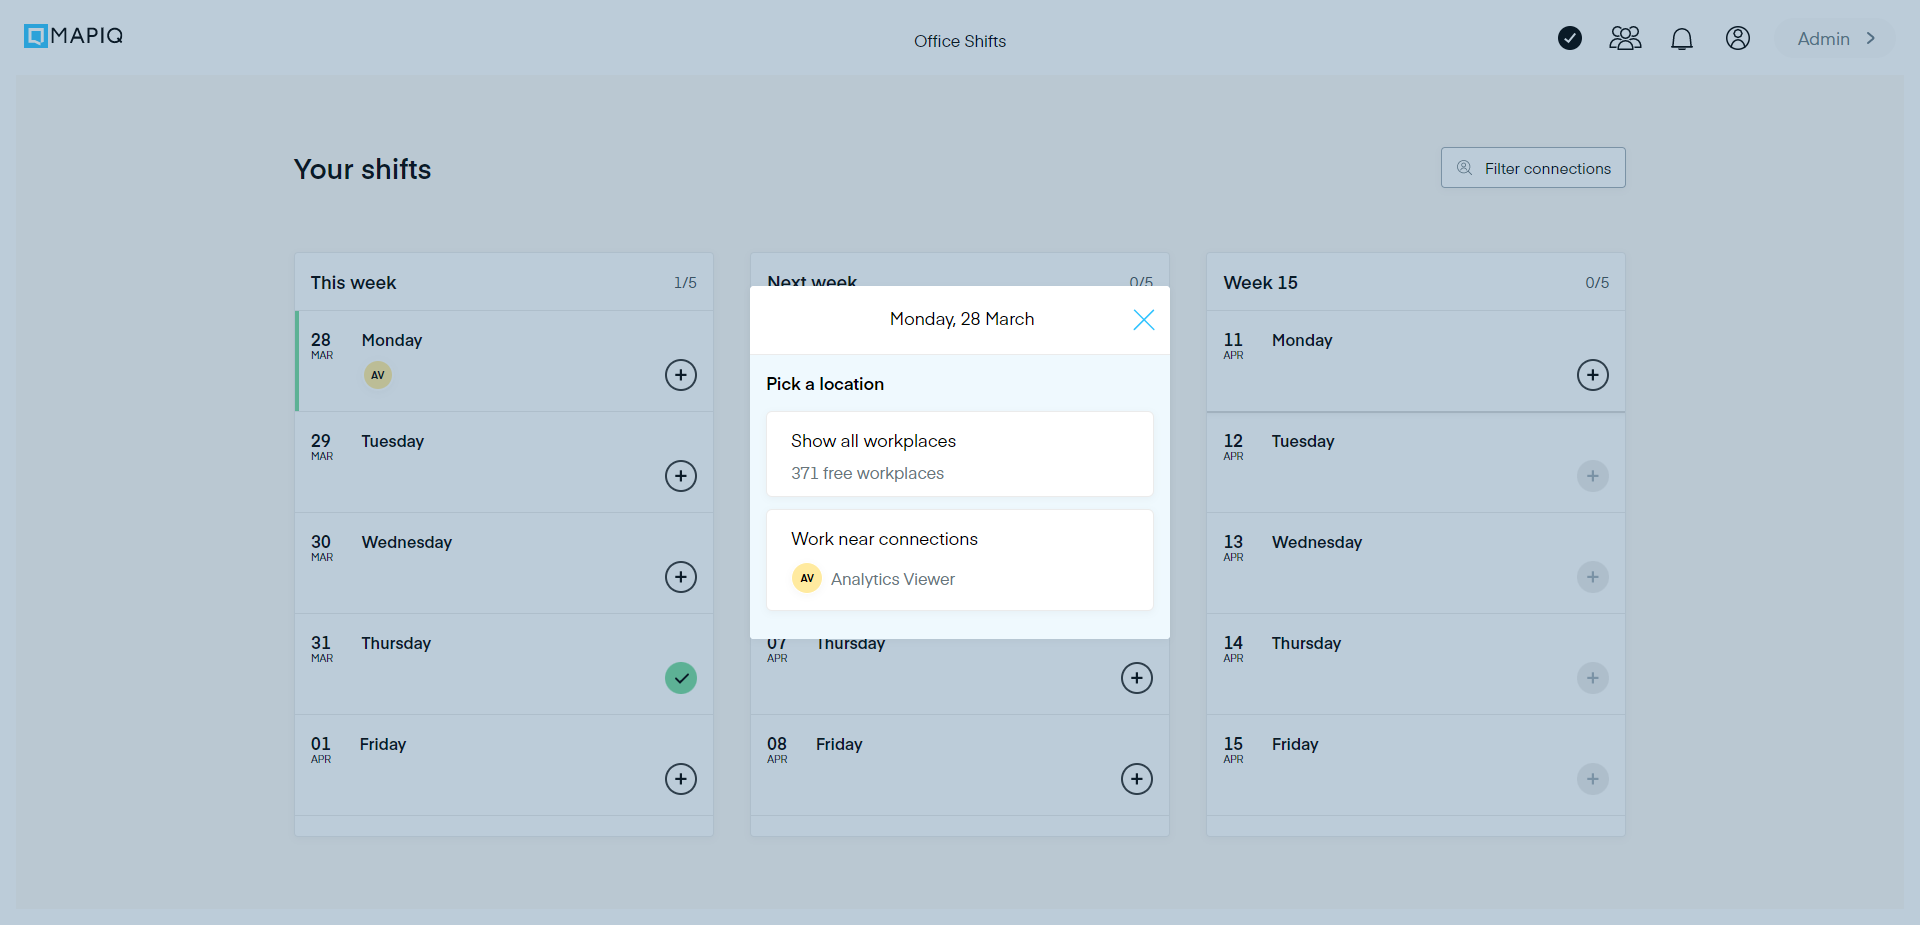 MAPIQ
Office Shifts
Admin
Your shifts
Filter connections
This week 1/5
28 MAR Monday
AV
29 MAR Tuesday
30 MAR Wednesday
31 MAR Thursday
01 APR Friday
Next week 0/5
Monday, 28 March
Pick a location
Show all workplaces
371 free workplaces
Work near connections
AV Analytics Viewer
07 APR Thursday
08 APR Friday
Week 15 0/5
11 APR Monday
12 APR Tuesday
13 APR Wednesday
14 APR Thursday
15 APR Friday